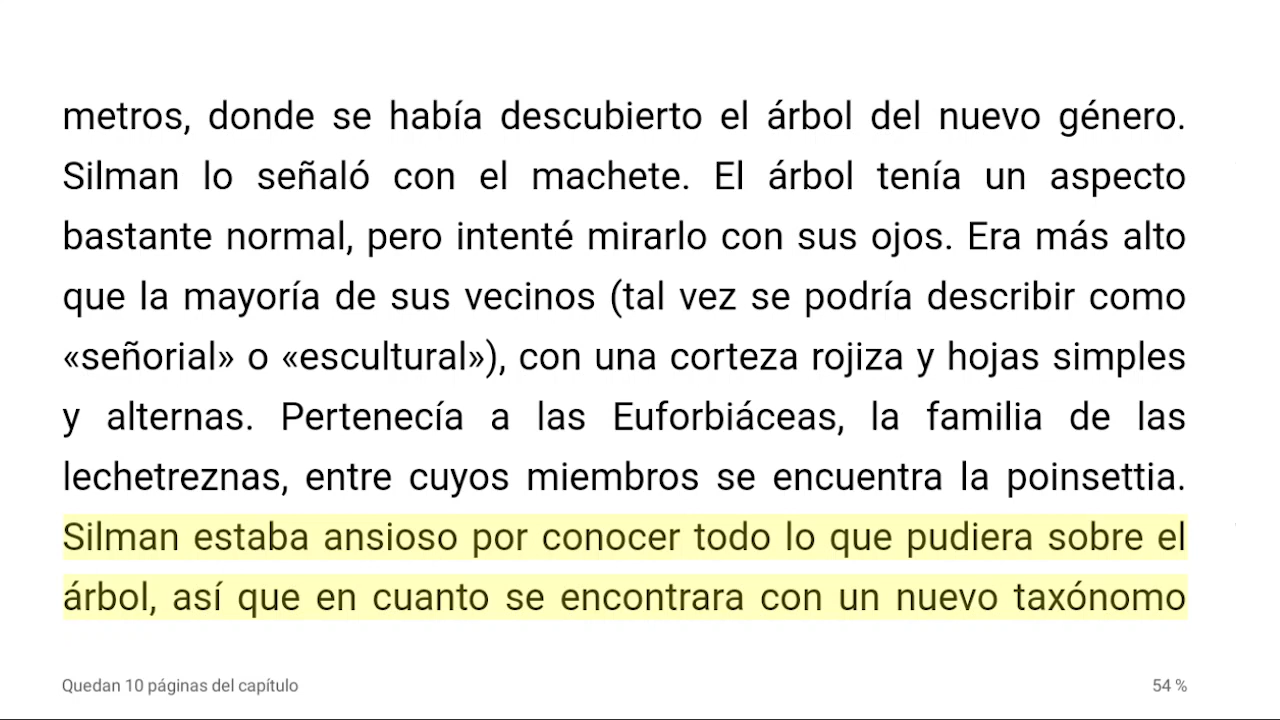 metros, donde se había descubierto el árbol del nuevo género.
Silman lo señaló con el machete. El árbol tenía un aspecto
bastante normal, pero intenté mirarlo con sus ojos. Era más alto
que la mayoría de sus vecinos (tal vez se podría describir como
«señorial» o «escultural»), con una corteza rojiza y hojas simples
y alternas. Pertenecía a las Euforbiáceas, la familia de las
lechetreznas, entre cuyos miembros se encuentra la poinsettia.
Silman estaba ansioso por conocer todo lo que pudiera sobre el
árbol, así que en cuanto se encontrara con un nuevo taxónomo
Quedan 10 páginas del capítulo
54 %